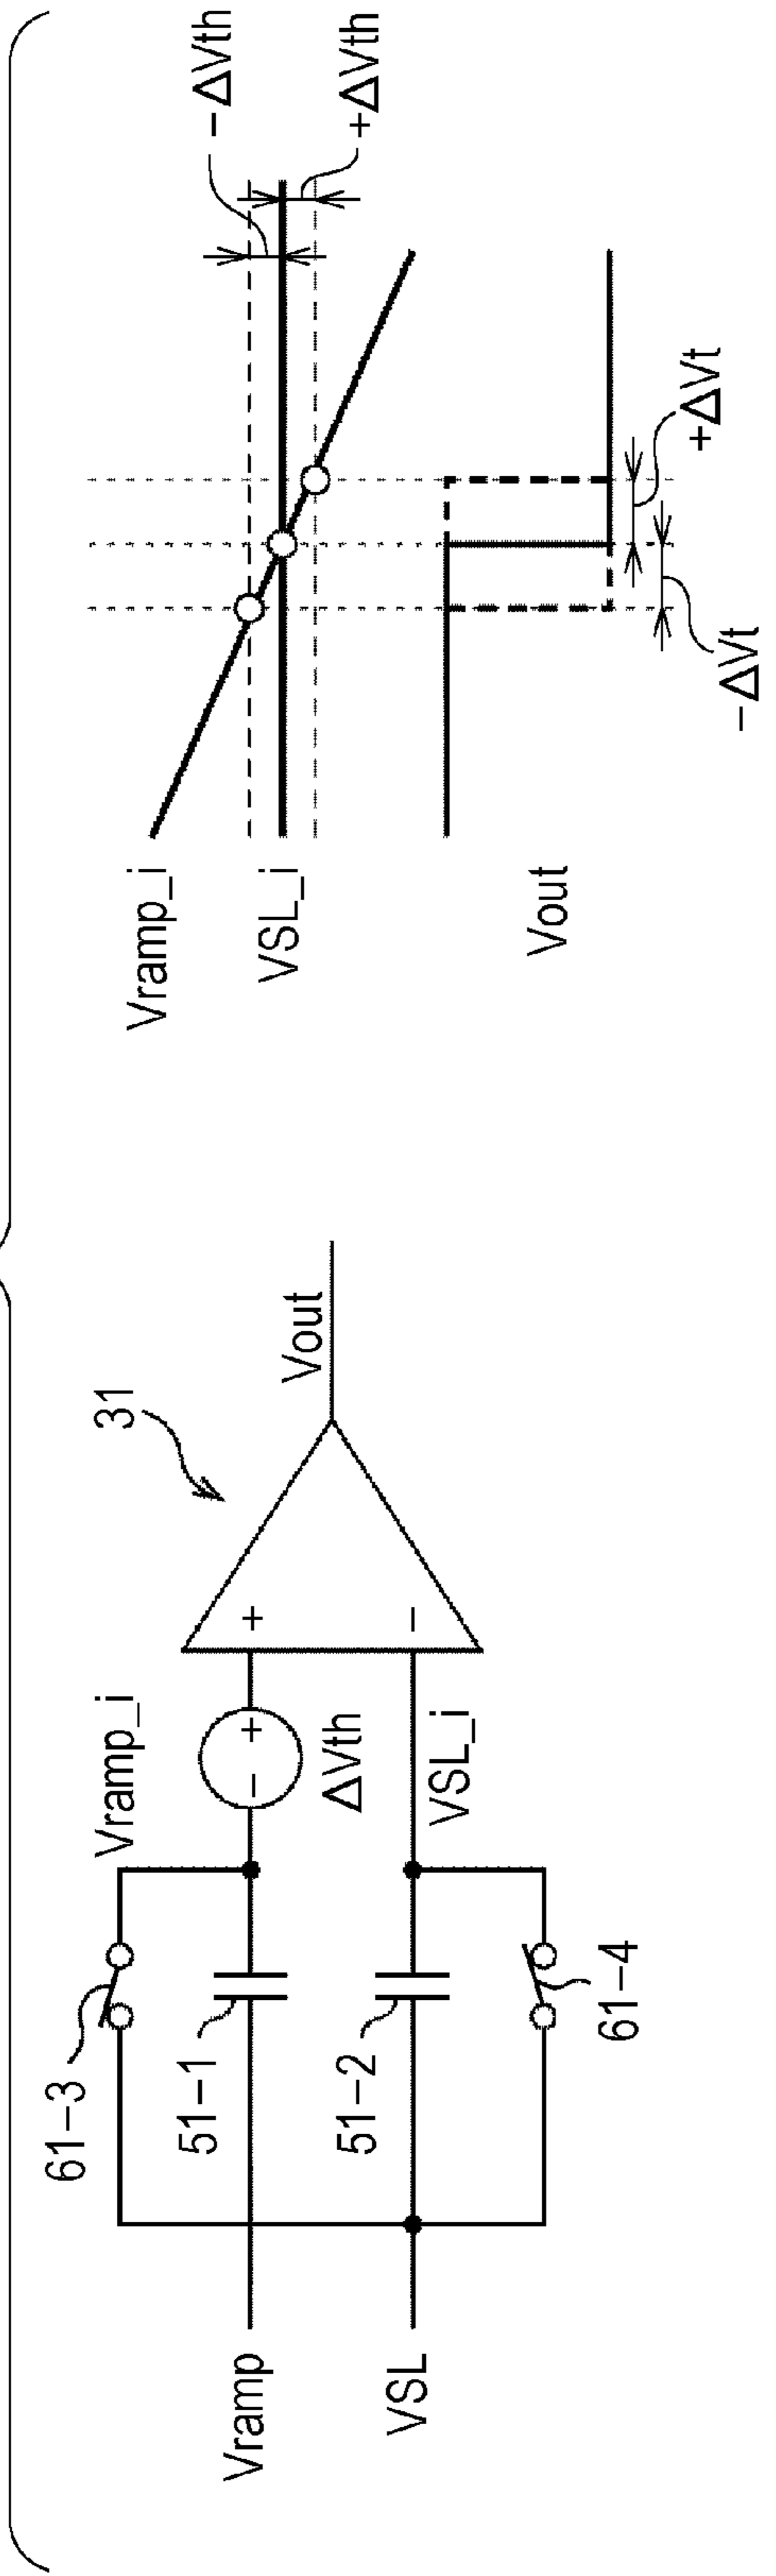 61-3
Vramp_i
31
51-1
Vramp
-
+
ΔVth
+
Vout
51-2
VSL
VSL_i
-
61-4
Vramp_i
VSL_i
Vout
-ΔVth
+ΔVth
+ΔVt
-ΔVt